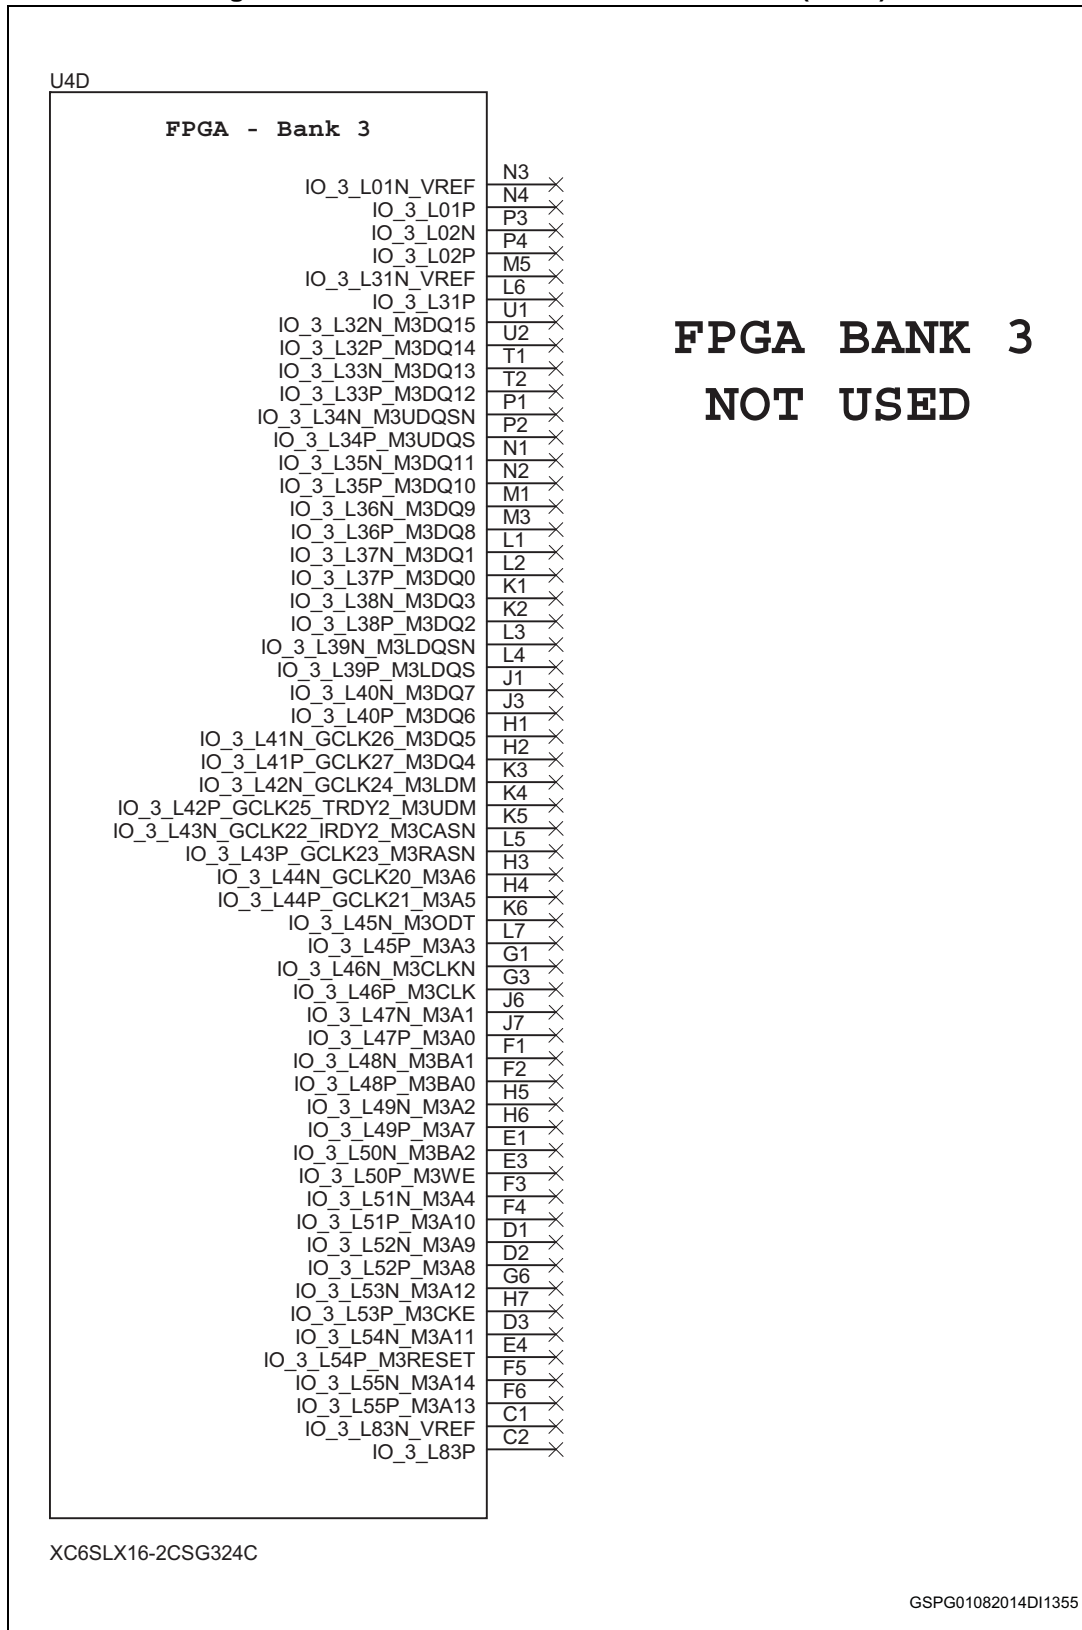 U4D
FPGA - Bank 3
IO_3_L01N_VREF N3
IO_3_L01P N4
IO_3_L02N P3
IO_3_L02P P4
IO_3_L31N_VREF M5
IO_3_L31P L6
IO_3_L32N_M3DQ15 U1
IO_3_L32P_M3DQ14 U2
IO_3_L33N_M3DQ13 T1
IO_3_L33P_M3DQ12 T2
IO_3_L34N_M3UDQSN P1
IO_3_L34P_M3UDQS P2
IO_3_L35N_M3DQ11 N1
IO_3_L35P_M3DQ10 N2
IO_3_L36N_M3DQ9 M1
IO_3_L36P_M3DQ8 M3
IO_3_L37N_M3DQ1 L1
IO_3_L37P_M3DQ0 L2
IO_3_L38N_M3DQ3 K1
IO_3_L38P_M3DQ2 K2
IO_3_L39N_M3LDQSN L3
IO_3_L39P_M3LDQS L4
IO_3_L40N_M3DQ7 J1
IO_3_L40P_M3DQ6 J3
IO_3_L41N_GCLK26_M3DQ5 H1
IO_3_L41P_GCLK27_M3DQ4 H2
IO_3_L42N_GCLK24_M3LDM K3
IO_3_L42P_GCLK25_TRDY2_M3UDM K4
IO_3_L43N_GCLK22_IRDY2_M3CASN K5
IO_3_L43P_GCLK23_M3RASN L5
IO_3_L44N_GCLK20_M3A6 H3
IO_3_L44P_GCLK21_M3A5 H4
IO_3_L45N_M3ODT K6
IO_3_L45P_M3A3 L7
IO_3_L46N_M3CLKN G1
IO_3_L46P_M3CLK G3
IO_3_L47N_M3A1 J6
IO_3_L47P_M3A0 J7
IO_3_L48N_M3BA1 F1
IO_3_L48P_M3BA0 F2
IO_3_L49N_M3A2 H5
IO_3_L49P_M3A7 H6
IO_3_L50N_M3BA2 E1
IO_3_L50P_M3WE E3
IO_3_L51N_M3A4 F3
IO_3_L51P_M3A10 F4
IO_3_L52N_M3A9 D1
IO_3_L52P_M3A8 D2
IO_3_L53N_M3A12 G6
IO_3_L53P_M3CKE H7
IO_3_L54N_M3A11 D3
IO_3_L54P_M3RESET E4
IO_3_L55N_M3A14 F5
IO_3_L55P_M3A13 F6
IO_3_L83N_VREF C1
IO_3_L83P C2
FPGA BANK 3
NOT USED
XC6SLX16-2CSG324C
GSPG01082014DI1355